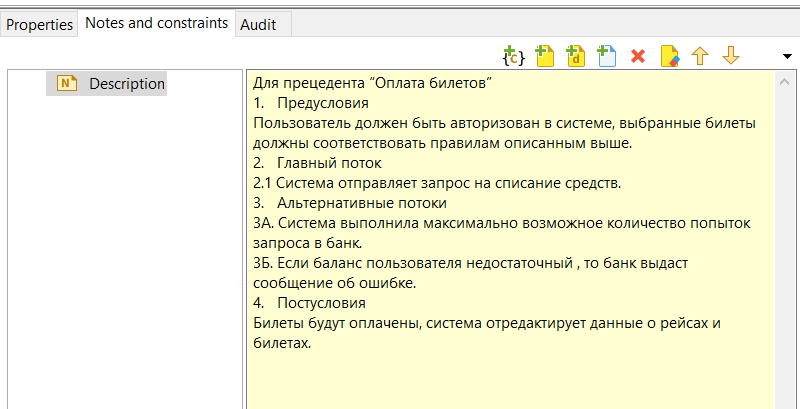 Properties Notes and constraints Audit
{c} d
N Description
Для прецедента “Оплата билетов”
1. Предусловия
Пользователь должен быть авторизован в системе, выбранные билеты
должны соответствовать правилам описанным выше.
2. Главный поток
2.1 Система отправляет запрос на списание средств.
3. Альтернативные потоки
3А. Система выполнила максимально возможное количество попыток
запроса в банк.
3Б. Если баланс пользователя недостаточный , то банк выдаст
сообщение об ошибке.
4. Постусловия
Билеты будут оплачены, система отредактирует данные о рейсах и
билетах.